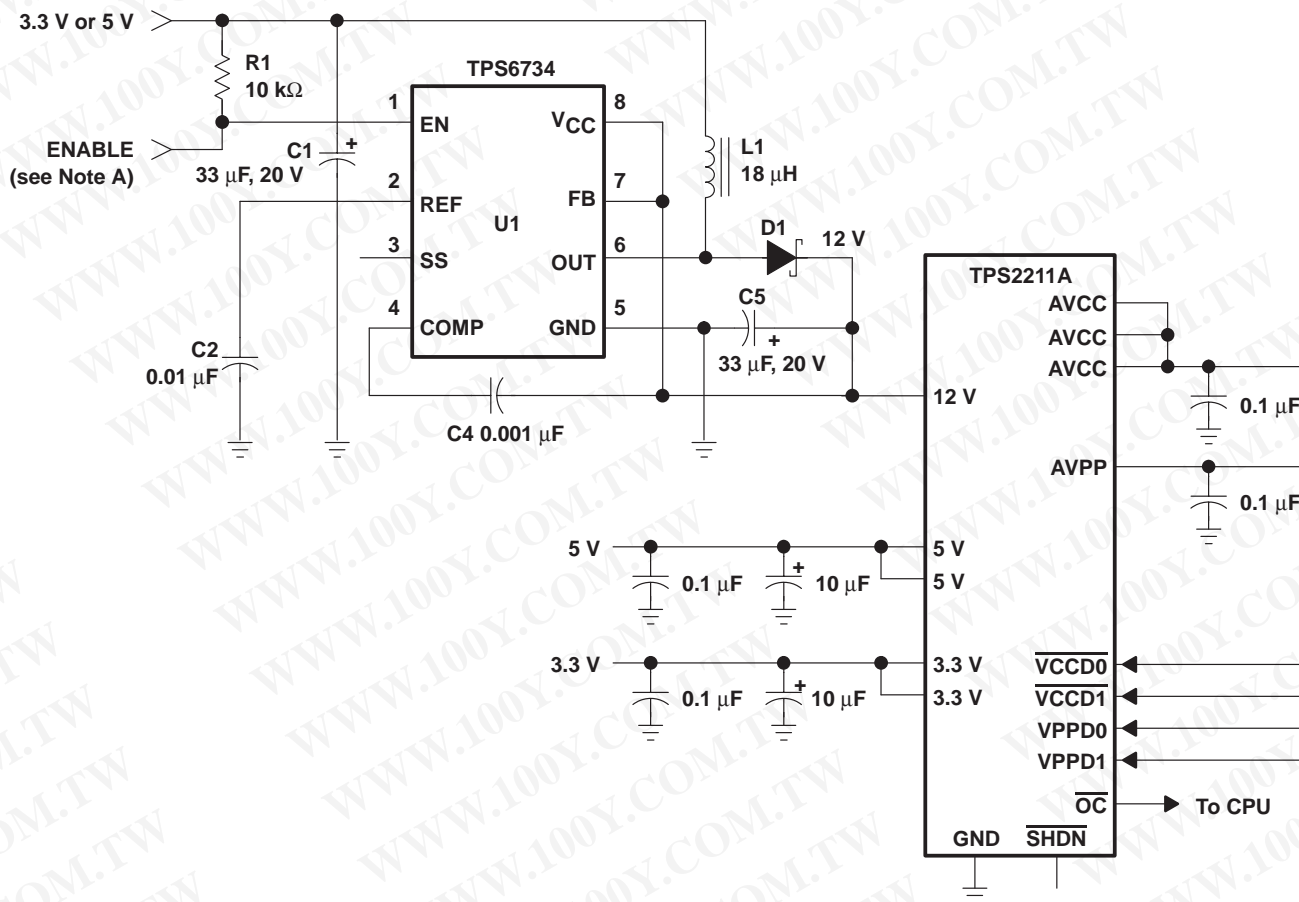 3.3 V or 5 V
R1
10 kΩ
TPS6734
1
EN
8
VCC
ENABLE
(see Note A)
C1
+
33 μF, 20 V
2
REF
7
FB
L1
18 μH
U1
3
SS
6
OUT
D1
12 V
4
COMP
5
GND
C5
+
33 μF, 20 V
C2
0.01 μF
C4 0.001 μF
TPS2211A
AVCC
AVCC
AVCC
12 V
0.1 μF
AVPP
0.1 μF
5 V
5 V
5 V
0.1 μF
+
10 μF
3.3 V
3.3 V
3.3 V
0.1 μF
+
10 μF
VCCD0
VCCD1
VPPD0
VPPD1
OC
To CPU
GND
SHDN
WWW.100Y.COM.TW